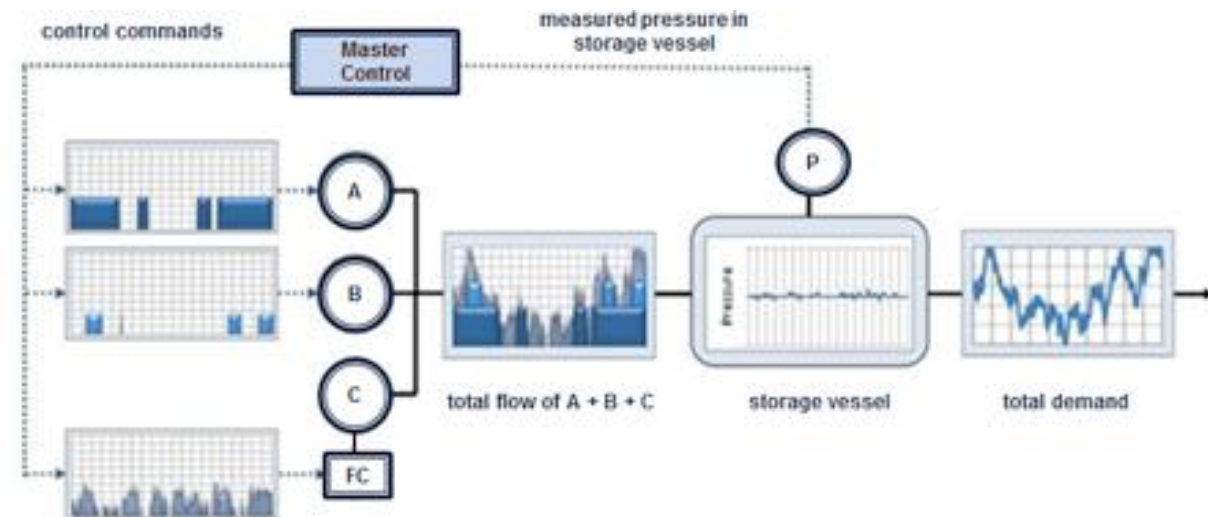 control commands
Master
Control
measured pressure in
storage vessel
P
A
B
C
FC
Pressure
total flow of A + B + C
storage vessel
total demand